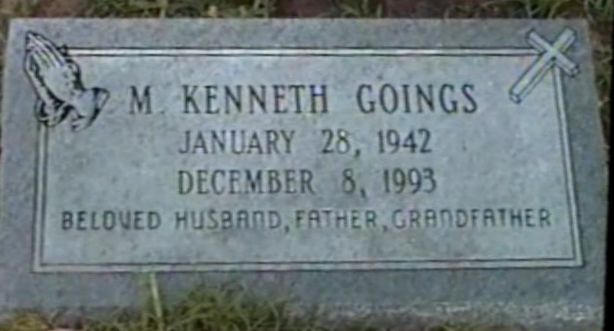 M. KENNETH GOINGS
JANUARY 28, 1942
DECEMBER 8, 1993
BELOVED HUSBAND, FATHER, GRANDFATHER